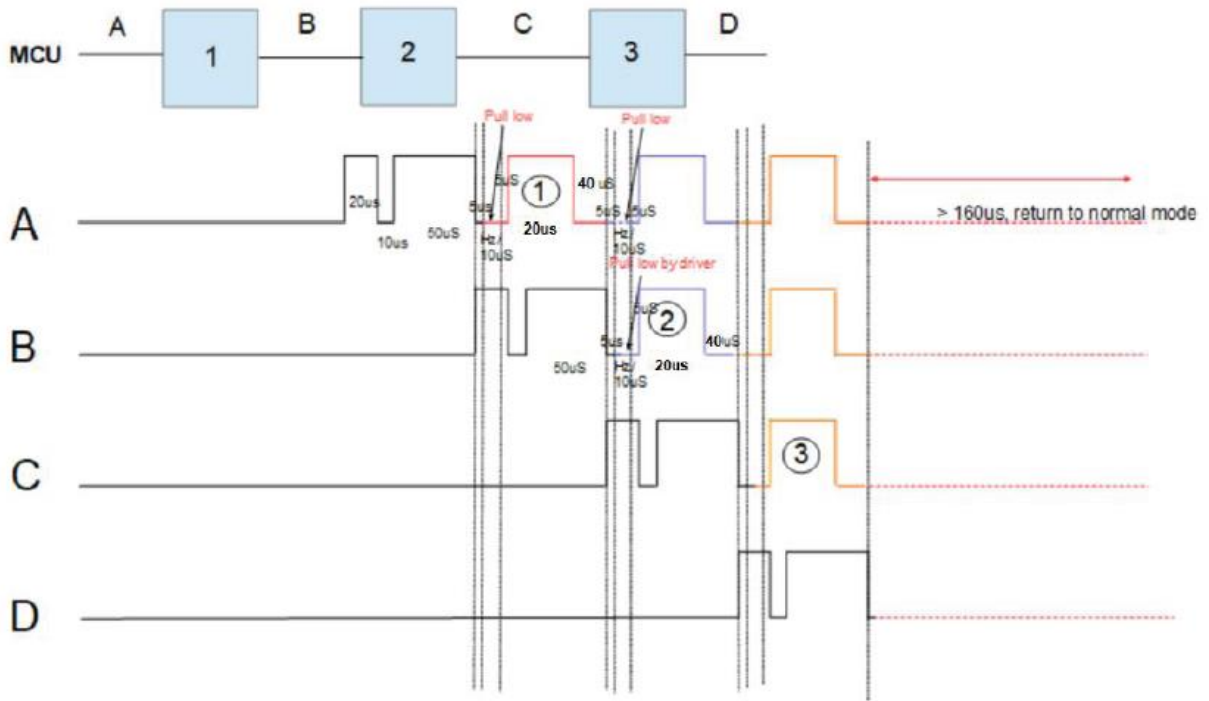 A B C D
MCU 1 2 3
Pull low Pull low
A
20us
10us
50uS
5us
5uS
Hz/
10uS
1
20us
40 uS
5uS
5uS
Hz/
10uS
> 160us, return to normal mode
Pull low by driver
B
50uS
5us
5uS
Hz/
10uS
2
20us
40uS
C
3
D